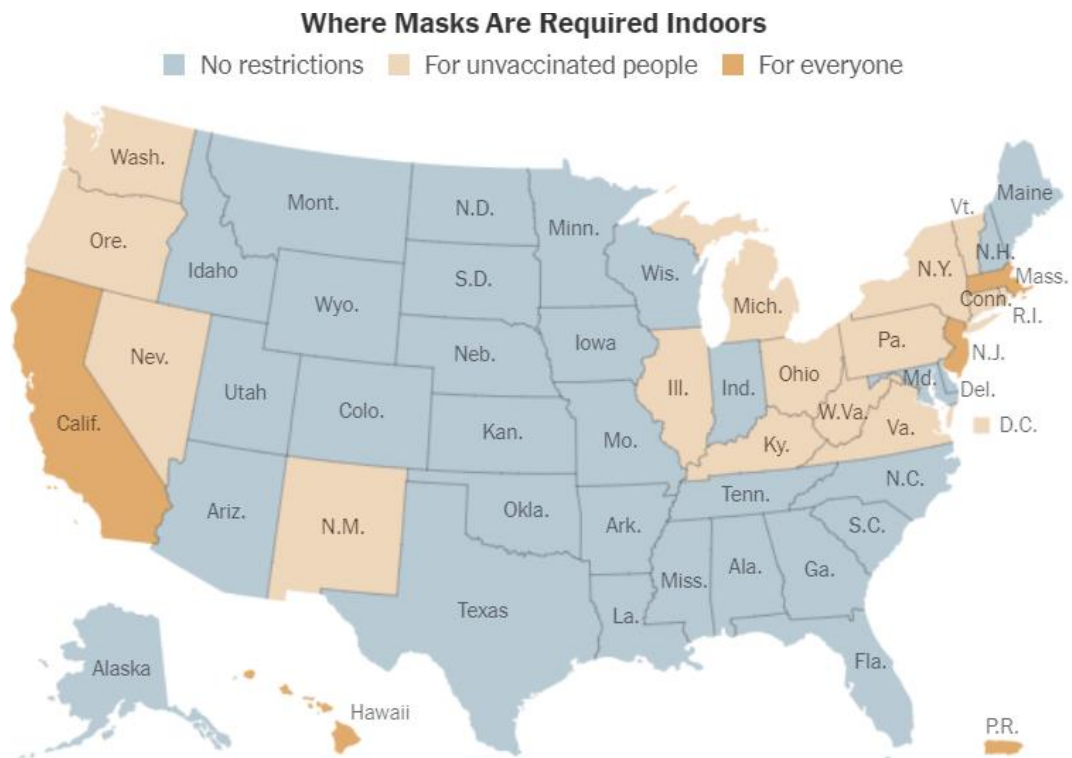 Where Masks Are Required Indoors
No restrictions For unvaccinated people For everyone
Wash.
Mont.
N.D.
Minn.
Maine
Vt.
Ore.
Idaho
S.D.
Wis.
N.Y.
N.H.
Mass.
Wyo.
Mich.
Conn.
R.I.
Nev.
Neb.
Iowa
Pa.
N.J.
Utah
Colo.
Ill.
Ind.
Ohio
Md.
Del.
Calif.
Kan.
Mo.
Ky.
W.Va.
Va.
D.C.
Ariz.
N.M.
Okla.
Ark.
Tenn.
N.C.
S.C.
Texas
Miss.
Ala.
Ga.
La.
Alaska
Fla.
Hawaii
P.R.